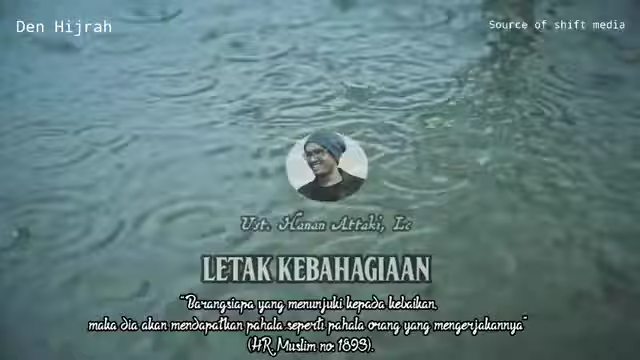 Den Hijrah
Source of shift media
Ust. Hanan Attaki, Lc
LETAK KEBAHAGIAAN
"Barangsiapa yang menunjuki kepada kebaikan,
maka dia akan mendapatkan pahala seperti pahala orang yang mengerjakannya"
(HR. Muslim no. 1893).